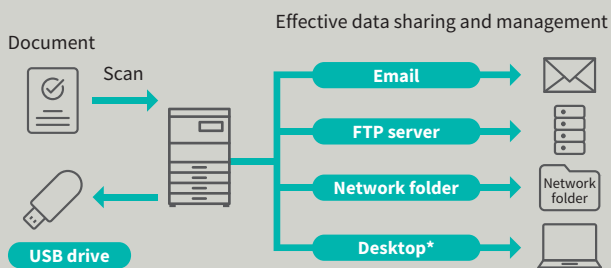 Effective data sharing and management
Document
Scan
Email
FTP server
Network folder
Network
folder
Desktop*
USB drive